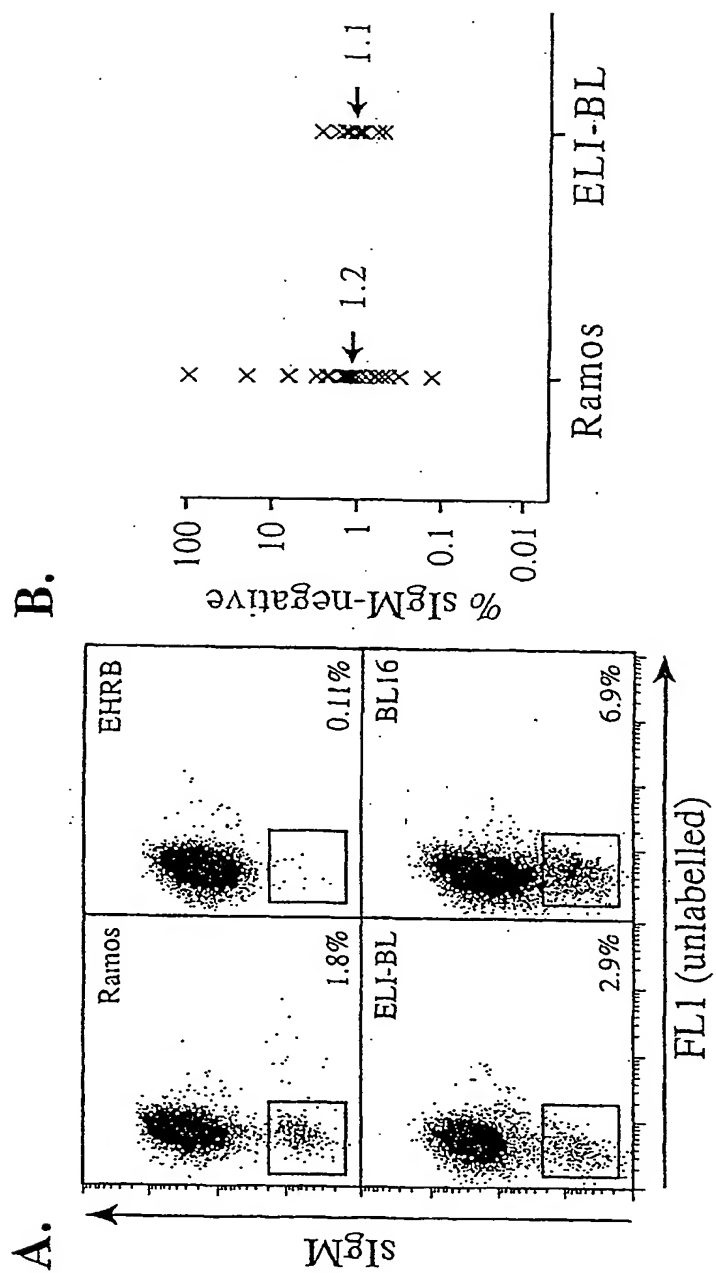 A.
sIgM
Ramos
1.8%
EHRB
0.11%
ELI-BL
2.9%
BL16
6.9%
FL1 (unlabelled)
B.
% sIgM-negative
100
10
1
0.1
0.01
1.2
1.1
Ramos
ELI-BL